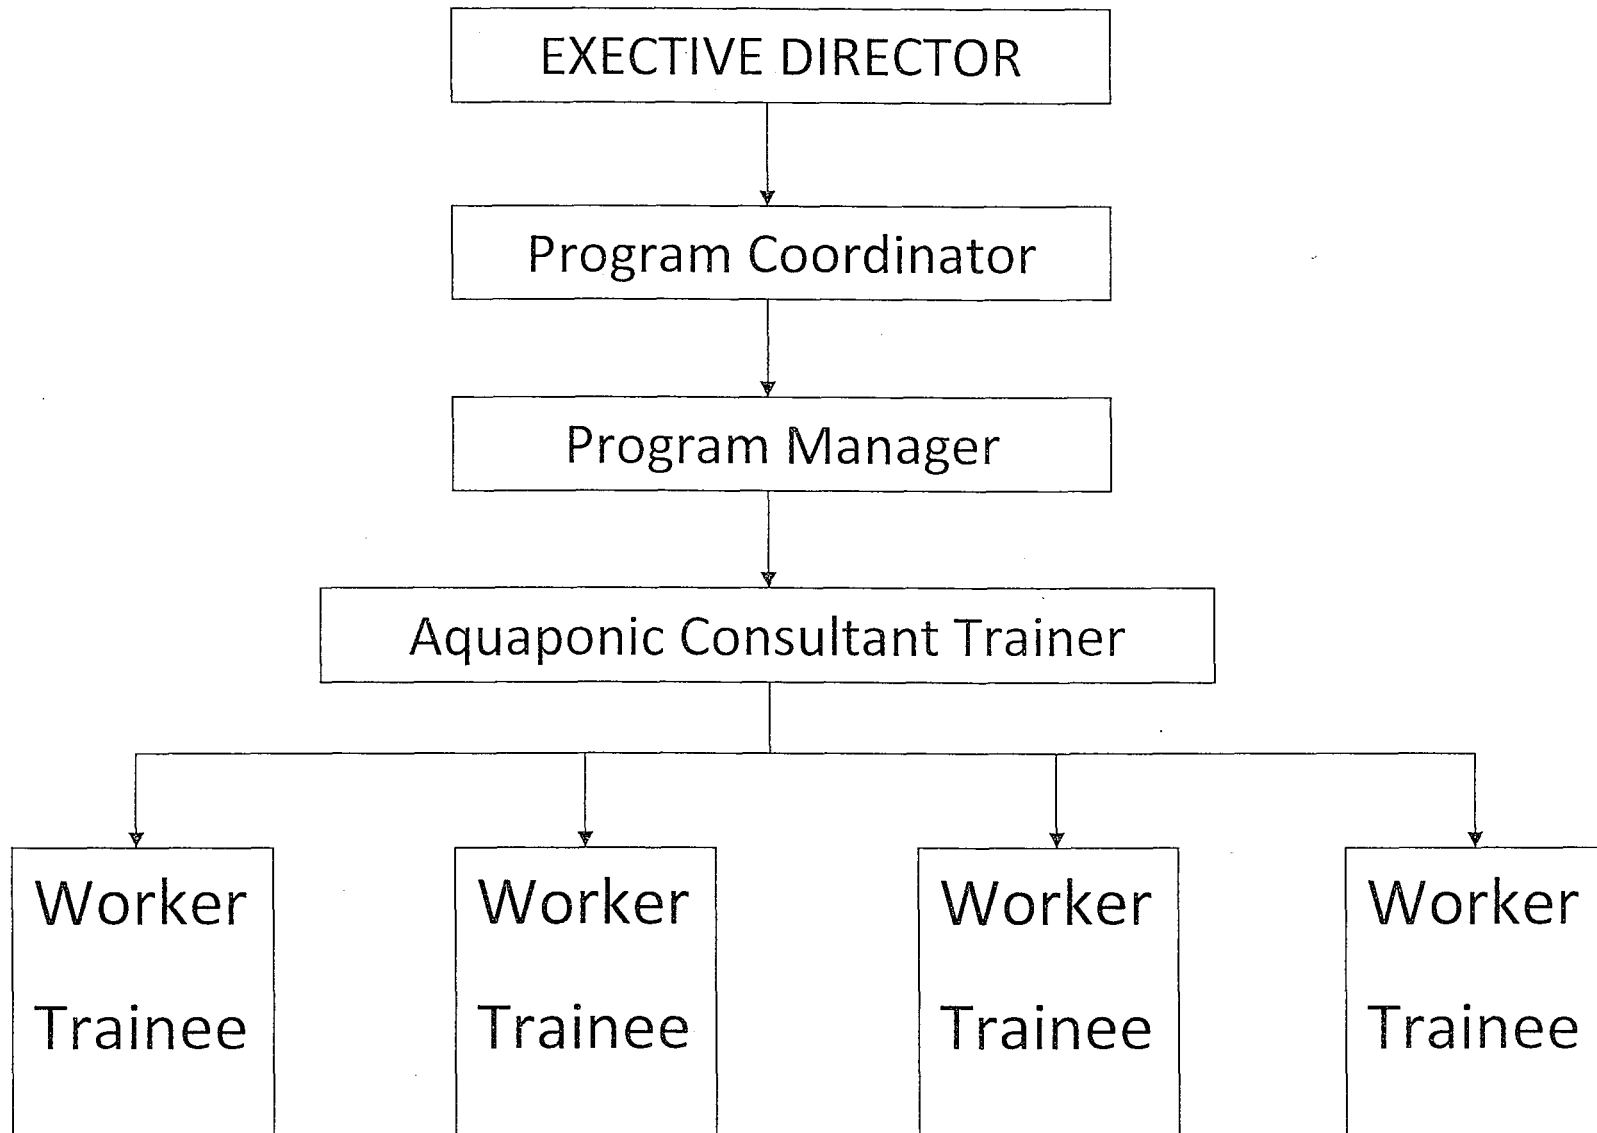 EXECTIVE DIRECTOR
Program Coordinator
Program Manager
Aquaponic Consultant Trainer
Worker
Trainee
Worker
Trainee
Worker
Trainee
Worker
Trainee